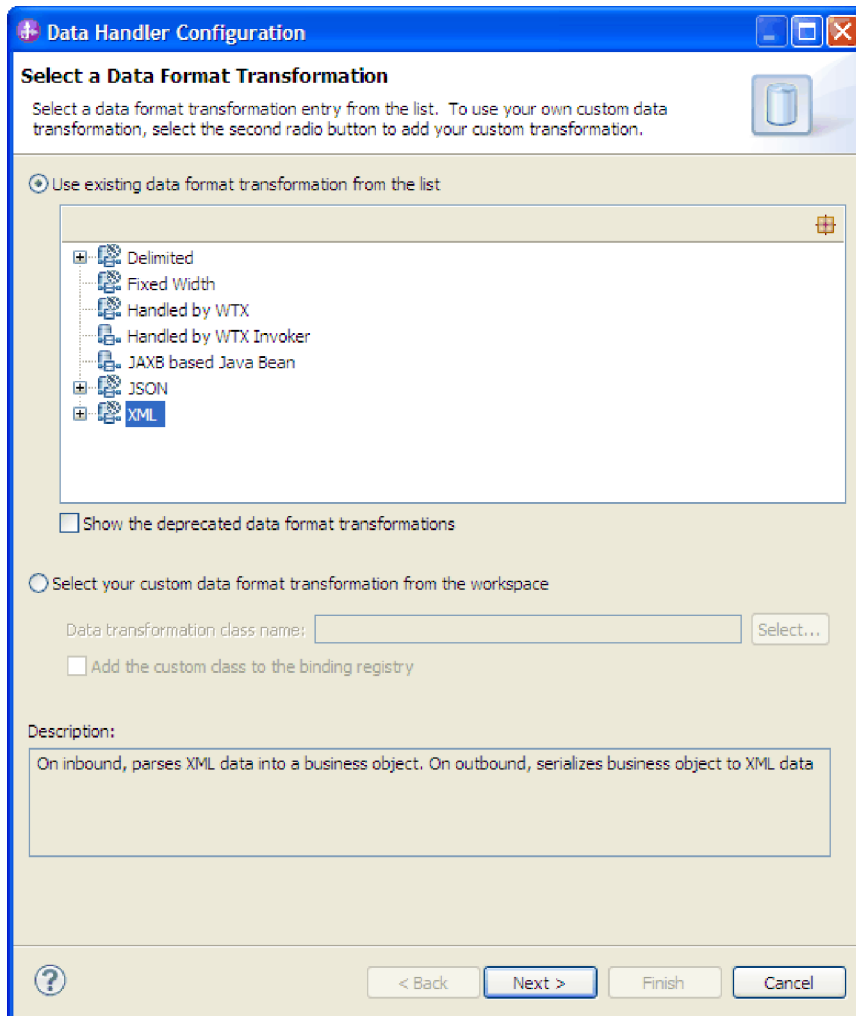 Data Handler Configuration
Select a Data Format Transformation
Select a data format transformation entry from the list. To use your own custom data
transformation, select the second radio button to add your custom transformation.
Use existing data format transformation from the list
Delimited
Fixed Width
Handled by WTX
Handled by WTX Invoker
JAXB based Java Bean
JSON
XML
Show the deprecated data format transformations
Select your custom data format transformation from the workspace
Data transformation class name:
Select...
Add the custom class to the binding registry
Description:
On inbound, parses XML data into a business object. On outbound, serializes business object to XML data
?
< Back
Next >
Finish
Cancel